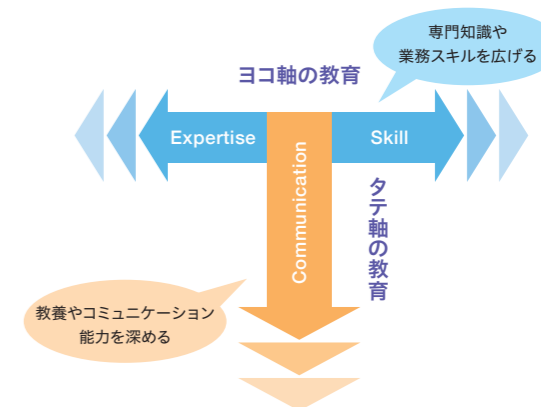 専門知識や
業務スキルを広げる
ヨコ軸の教育
Expertise
Skill
Communication
タテ軸の教育
教養やコミュニケーション
能力を深める